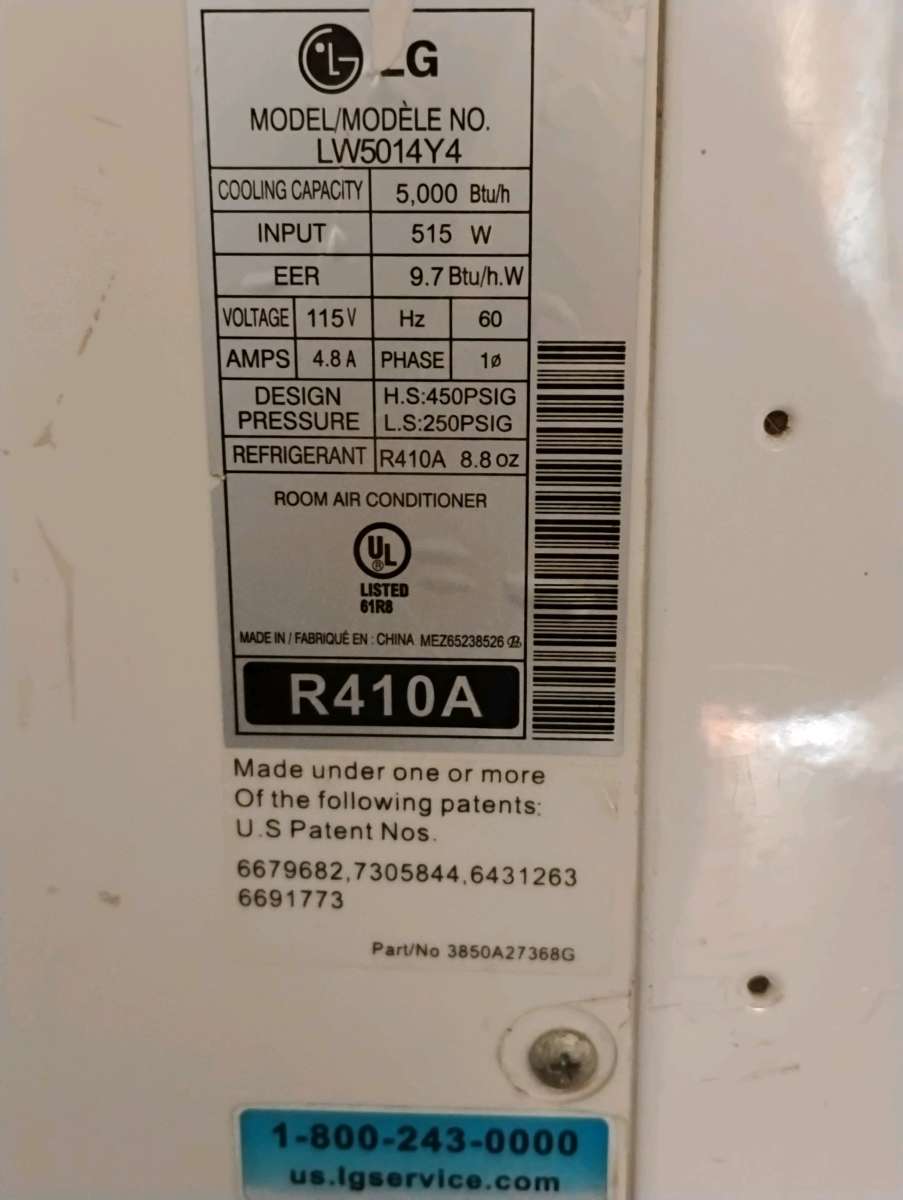 LG
MODEL/MODÈLE NO.
LW5014Y4
COOLING CAPACITY 5,000 Btu/h
INPUT 515 W
EER 9.7 Btu/h.W
VOLTAGE 115V Hz 60
AMPS 4.8 A PHASE 1ø
DESIGN PRESSURE H.S:450PSIG
L.S:250PSIG
REFRIGERANT R410A 8.8 oz
ROOM AIR CONDITIONER
UL
®
LISTED
61R8
MADE IN / FABRIQUÉ EN : CHINA MEZ65238526
R410A
Made under one or more
Of the following patents:
U.S Patent Nos.
6679682,7305844,6431263
6691773
Part/No 3850A27368G
1-800-243-0000
us.lgservice.com